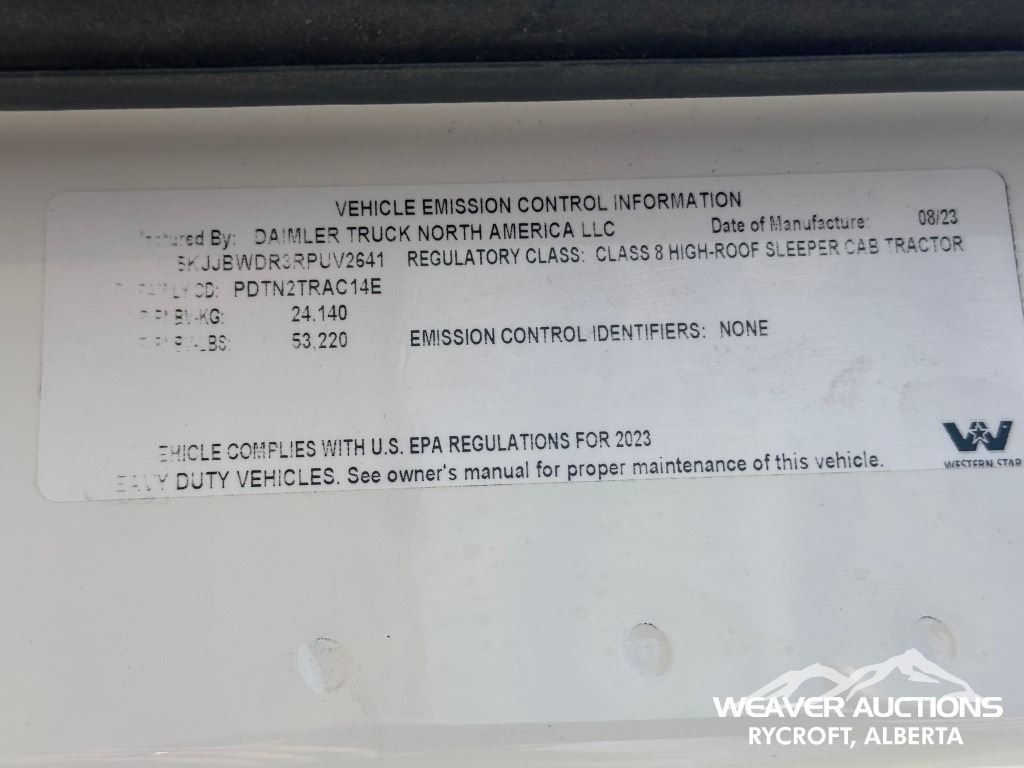 VEHICLE EMISSION CONTROL INFORMATION
By: DAIMLER TRUCK NORTH AMERICA LLC Date of Manufacture: 08/23
5KJJBWDR3RPUV2641 REGULATORY CLASS: CLASS 8 HIGH-ROOF SLEEPER CAB TRACTOR
PDTN2TRAC14E
24,140
53,220 EMISSION CONTROL IDENTIFIERS: NONE
EHICLE COMPLIES WITH U.S. EPA REGULATIONS FOR 2023
DUTY VEHICLES. See owner's manual for proper maintenance of this vehicle.
WESTERN STAR
WEAVER AUCTIONS
RYCROFT, ALBERTA